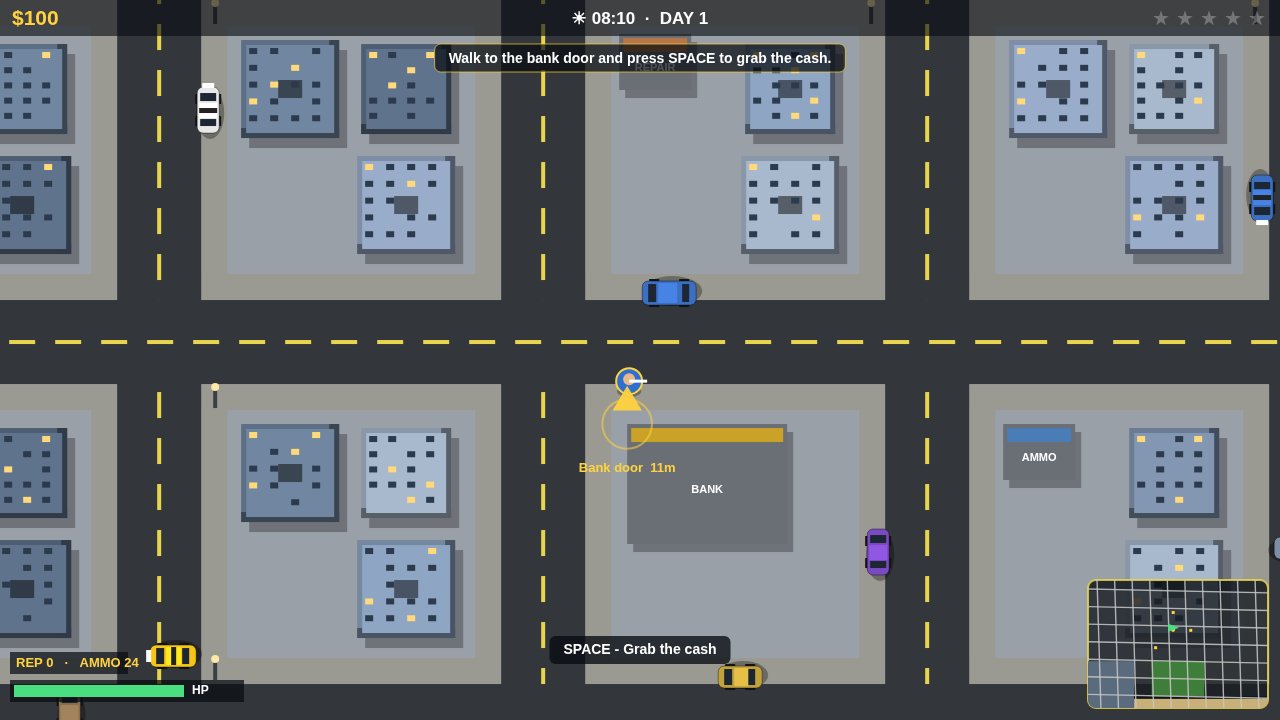 $100
☀ 08:10 · DAY 1
★★★★★
Walk to the bank door and press SPACE to grab the cash.
REPAIR
Bank door 11m
BANK
AMMO
SPACE - Grab the cash
REP 0 · AMMO 24
HP